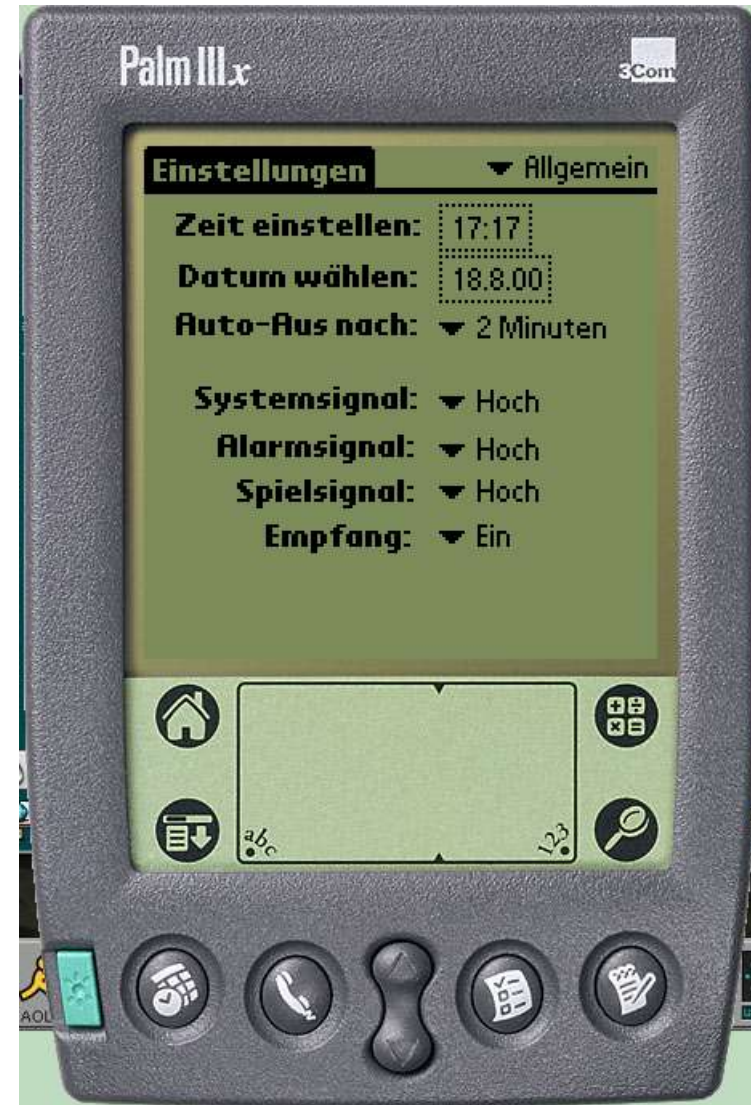 Palm IIIx
3Com
Einstellungen Allgemein
Zeit einstellen: 17:17
Datum wählen: 18.8.00
Auto-Aus nach: 2 Minuten
Systemsignal: Hoch
Alarmsignal: Hoch
Spielsignal: Hoch
Empfang: Ein
abc 123
AOL